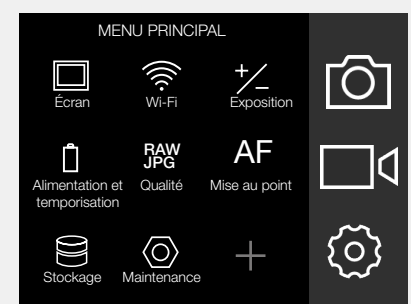 MENU PRINCIPAL
Écran
Wi-Fi
Exposition
RAW
JPG
AF
Alimentation et
temporisation
Qualité
Mise au point
Stockage
Maintenance